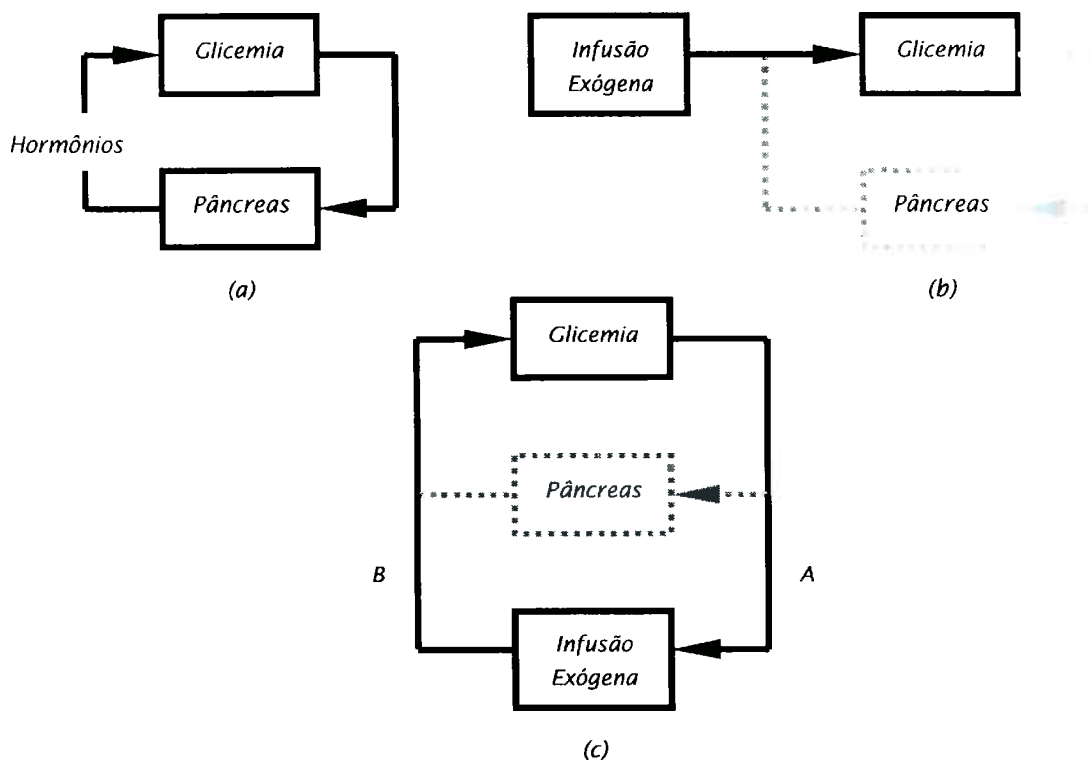 Glicemia
Hormônios
Pâncreas
(a)
Infusão
Exógena
Glicemia
Pâncreas
(b)
Glicemia
Pâncreas
B
A
Infusão
Exógena
(c)